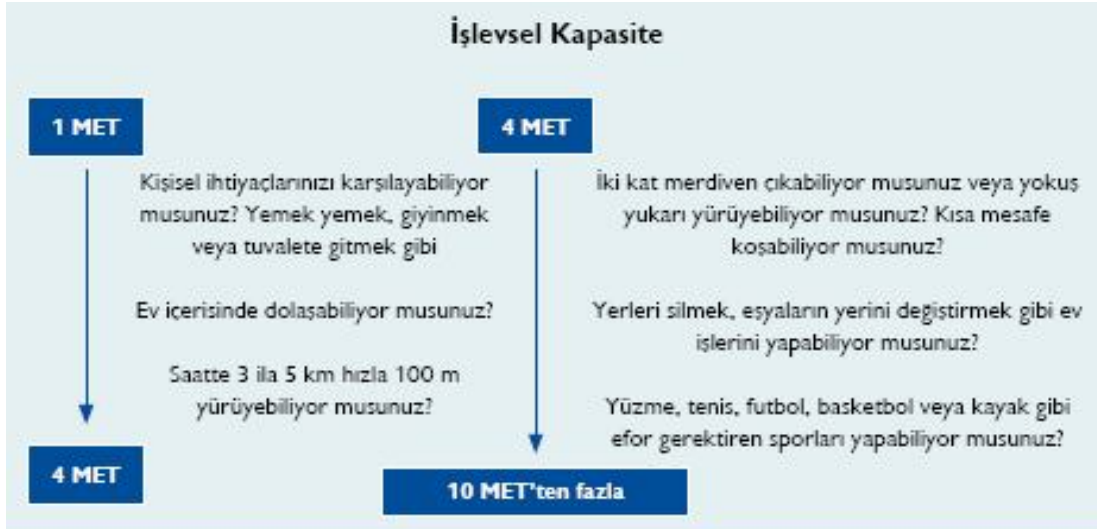 İşlevsel Kapasite
1 MET
Kişisel ihtiyaçlarınızı karşılayabiliyor
musunuz? Yemek yemek, giyinmek
veya tuvalete gitmek gibi
Ev içerisinde dolaşabiliyor musunuz?
Saatte 3 ila 5 km hızla 100 m
yürüyebiliyor musunuz?
4 MET
4 MET
İki kat merdiven çıkabiliyor musunuz veya yokuş
yukarı yürüyebiliyor musunuz? Kısa mesafe
koşabiliyor musunuz?
Yerleri silmek, eşyaların yerini değiştirmek gibi ev
işlerini yapabiliyor musunuz?
Yüzme, tenis, futbol, basketbol veya kayak gibi
efor gerektiren sporları yapabiliyor musunuz?
10 MET'ten fazla